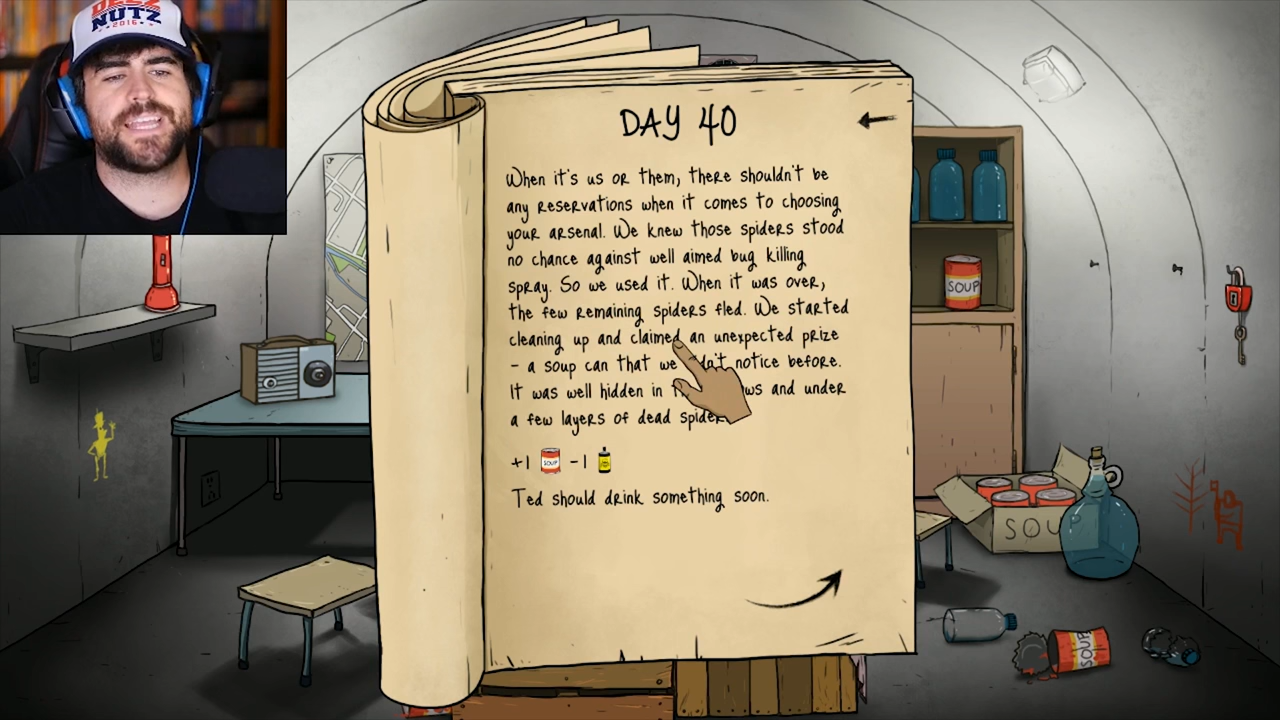 DEEZ
NUTZ
2016
DAY 40
When it's us or them, there shouldn't be
any reservations when it comes to choosing
your arsenal. We knew those spiders stood
no chance against well aimed bug killing
spray. So we used it. When it was over,
the few remaining spiders fled. We started
cleaning up and claimed an unexpected prize
- a soup can that we didn't notice before.
It was well hidden in and under
a few layers of dead spiders.
+1 SOUP -1
Ted should drink something soon.
SOUP
SOUP
SOUP